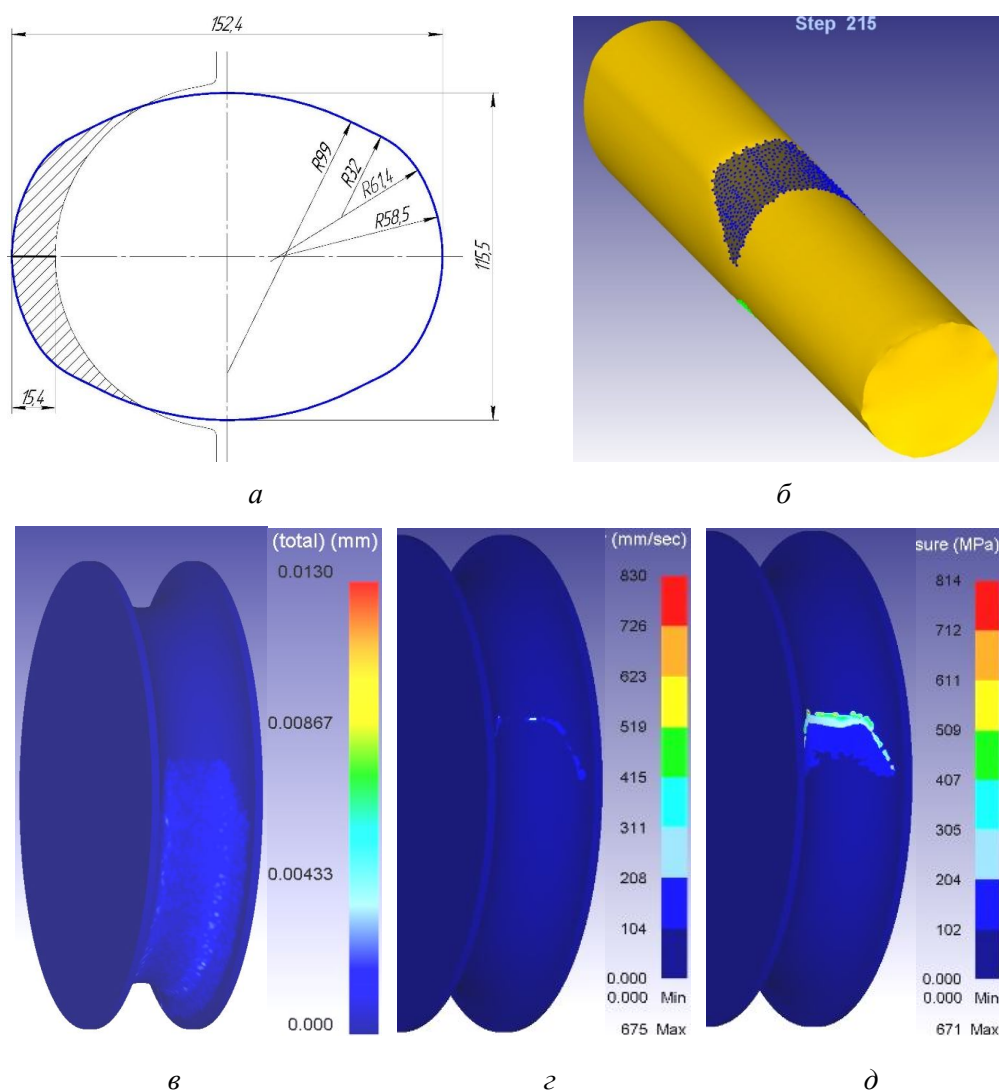 152,4
Step 215
R99
R32
R61,4
R58,5
115,5
15,4
а
б
(total) (mm)
0.0130
0.00867
0.00433
0.000
(mm/sec)
830
726
623
519
415
311
208
104
0.000
0.000 Min
675 Max
sure (MPa)
814
712
611
509
407
305
204
102
0.000
0.000 Min
671 Max
в
г
д